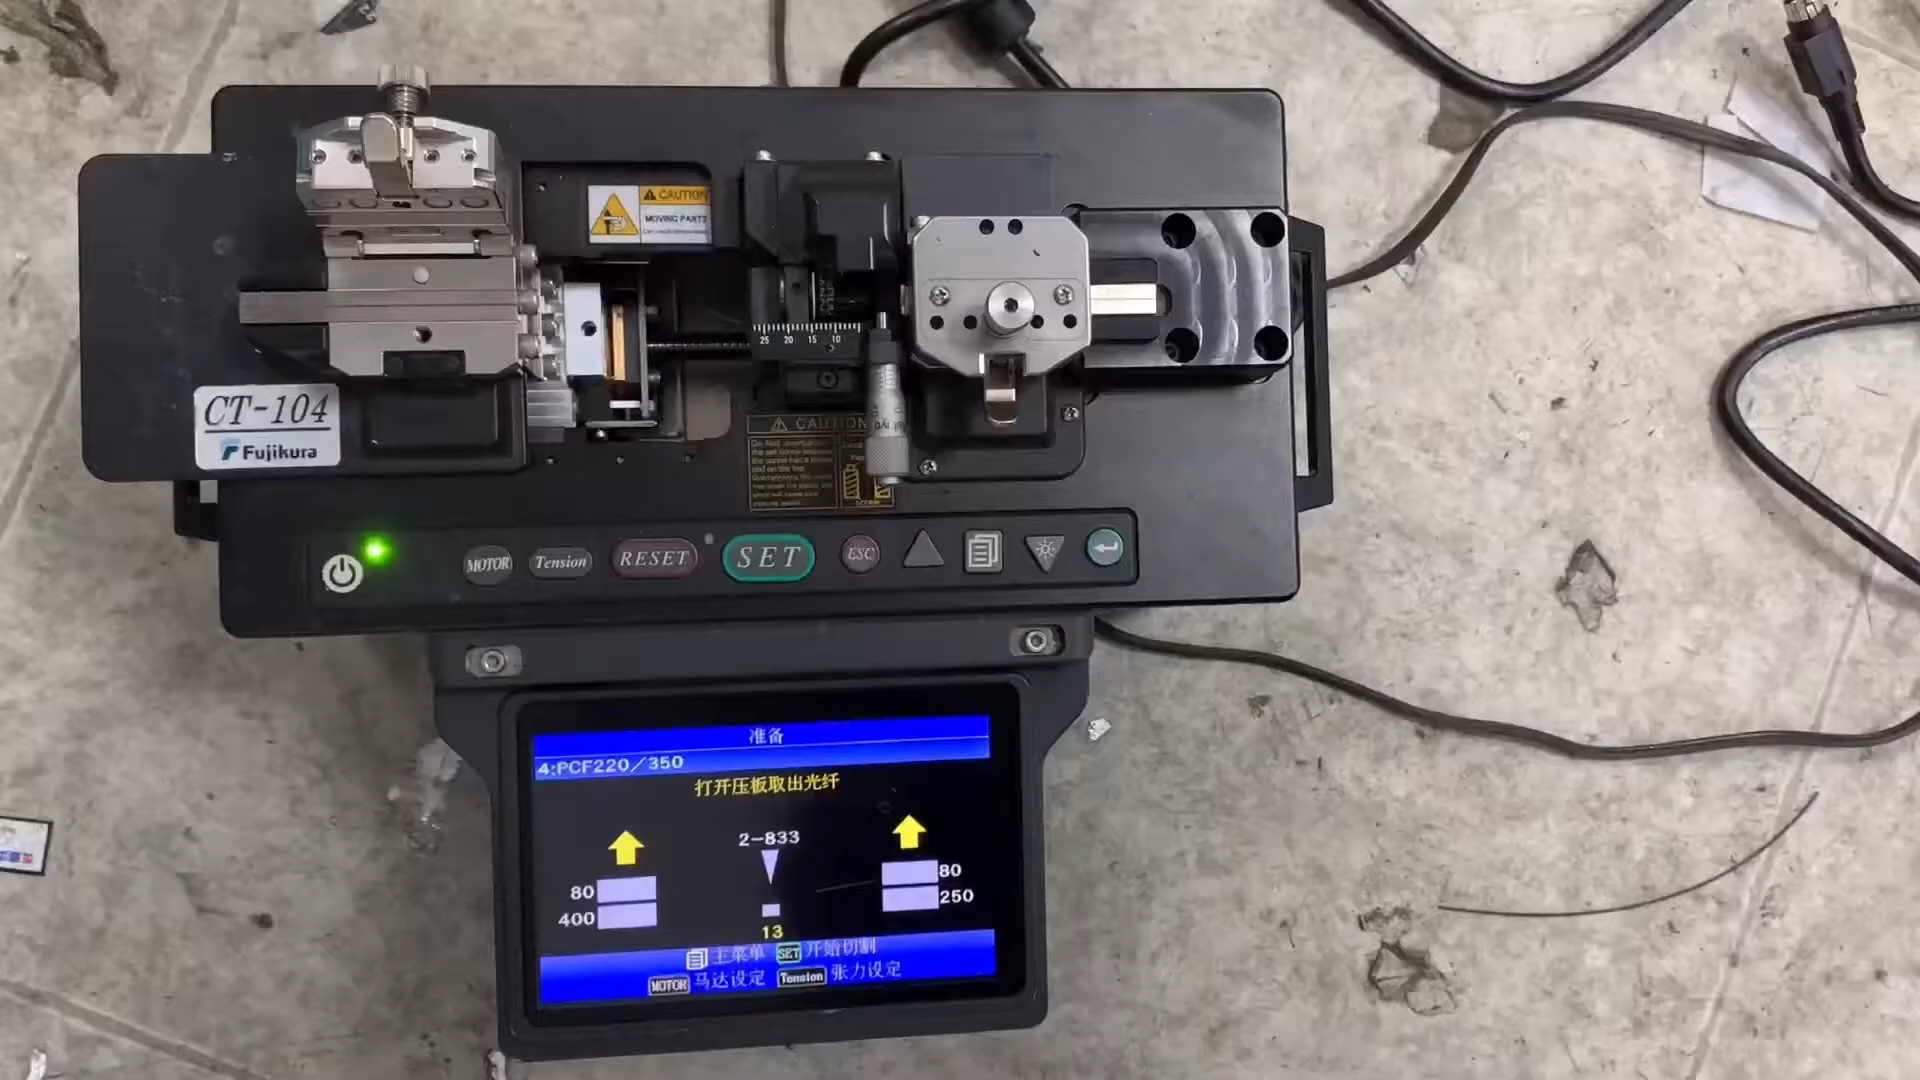 CAUTION
MOVING PARTS
25 20 15 10
CT-104
Fujikura
CAUTION
MOTOR
Tension
RESET
SET
ESC
准备
4:PCF220/350
打开压板取出光纤
2-833
80
80
400
250
13
主菜单 SET 开始切割
MOTOR 马达设定 Tension 张力设定